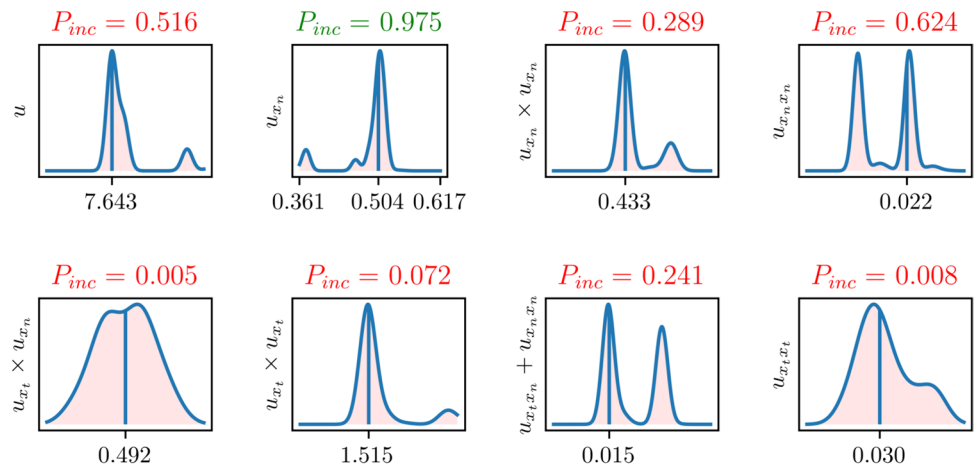 P_inc = 0.516
P_inc = 0.975
P_inc = 0.289
P_inc = 0.624
u
u_{x_n}
u_{x_n} × u_{x_n}
u_{x_n x_n}
7.643
0.361 0.504 0.617
0.433
0.022
P_inc = 0.005
P_inc = 0.072
P_inc = 0.241
P_inc = 0.008
u_{x_t} × u_{x_n}
u_{x_t} × u_{x_t}
u_{x_t x_n} + u_{x_n x_n}
u_{x_t x_t}
0.492
1.515
0.015
0.030